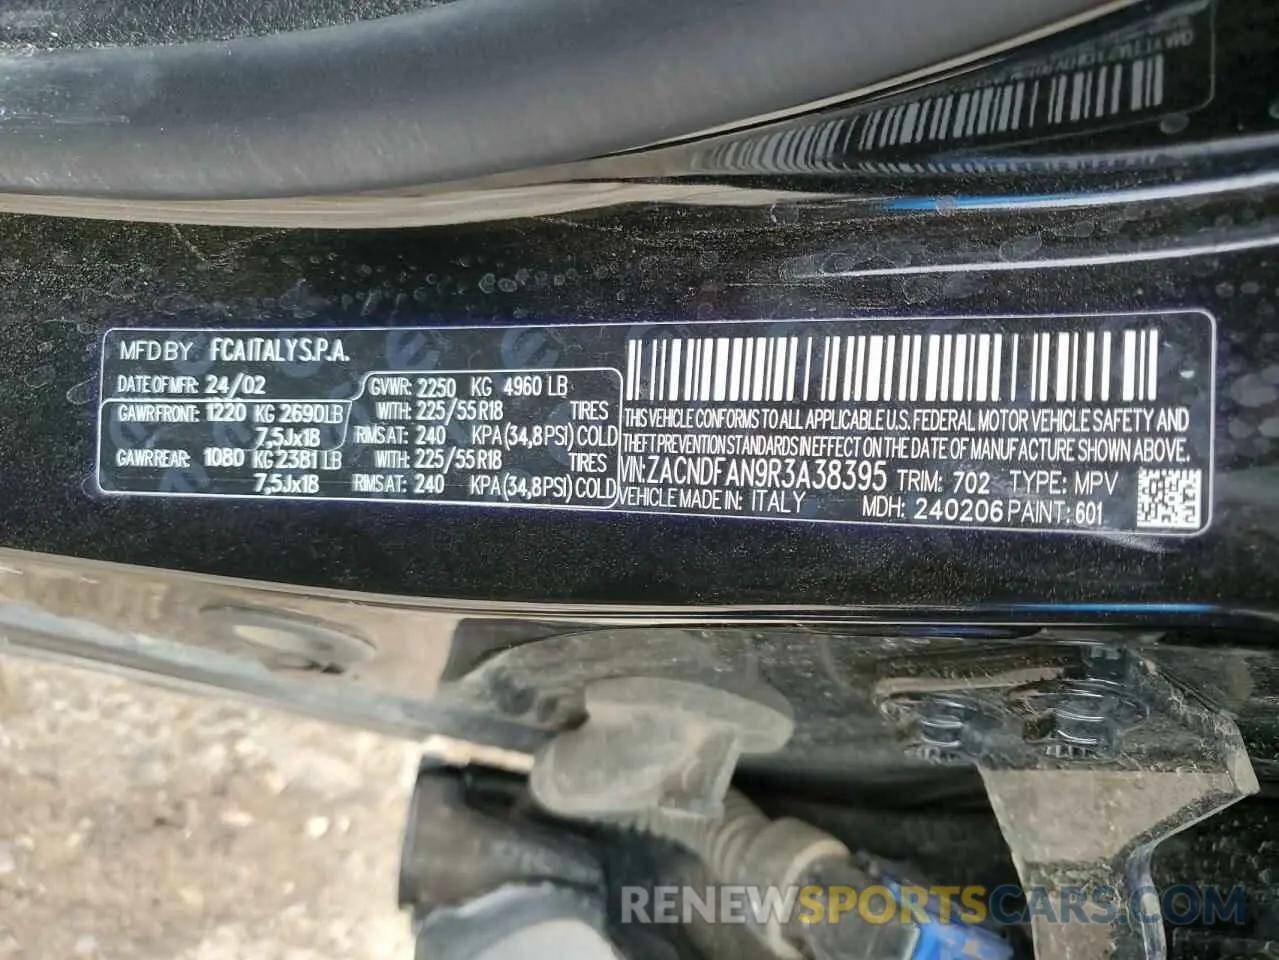 MFD BY FCA ITALY S.P.A.
DATE OF MFR: 24/02
GVWR: 2250 KG 4960 LB
GAWR FRONT: 1220 KG 2690 LB WITH: 225/55 R18 TIRES
7,5Jx18 RIMS AT: 240 KPA (34,8 PSI) COLD
GAWR REAR: 1080 KG 2381 LB WITH: 225/55 R18 TIRES
7,5Jx18 RIMS AT: 240 KPA (34,8 PSI) COLD
THIS VEHICLE CONFORMS TO ALL APPLICABLE U.S. FEDERAL MOTOR VEHICLE SAFETY AND
THEFT PREVENTION STANDARDS IN EFFECT ON THE DATE OF MANUFACTURE SHOWN ABOVE.
VIN: ZACNDFAN9R3A38395 TRIM: 702 TYPE: MPV
VEHICLE MADE IN: ITALY MDH: 240206 PAINT: 601
RENEWSPORTSCARS.COM